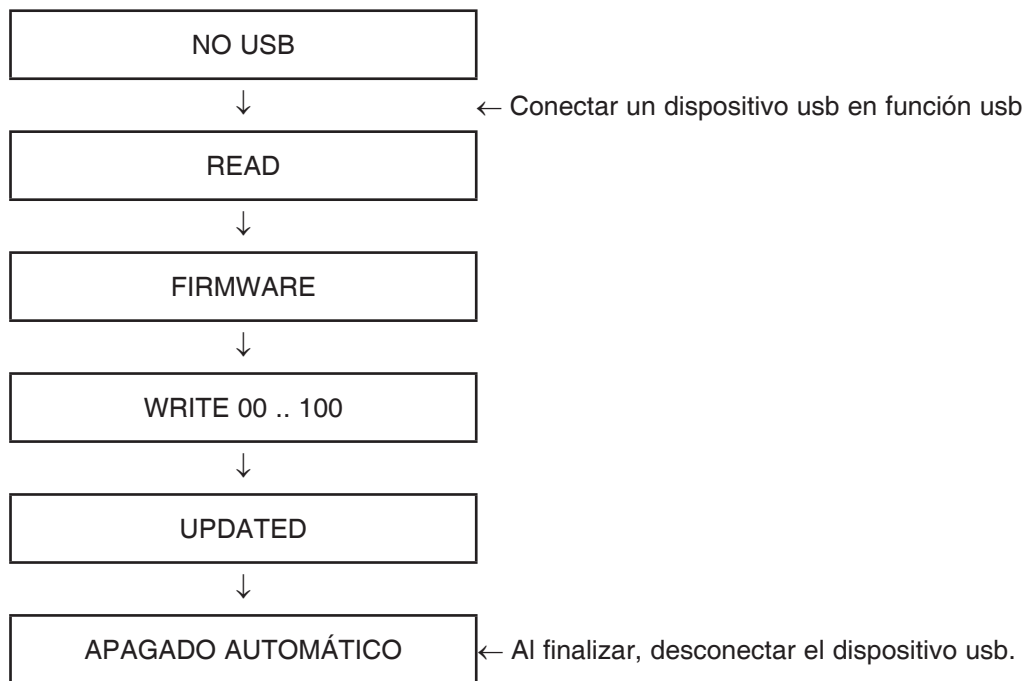 NO USB
↓
← Conectar un dispositivo usb en función usb
READ
↓
FIRMWARE
↓
WRITE 00 .. 100
↓
UPDATED
↓
APAGADO AUTOMÁTICO
← Al finalizar, desconectar el dispositivo usb.